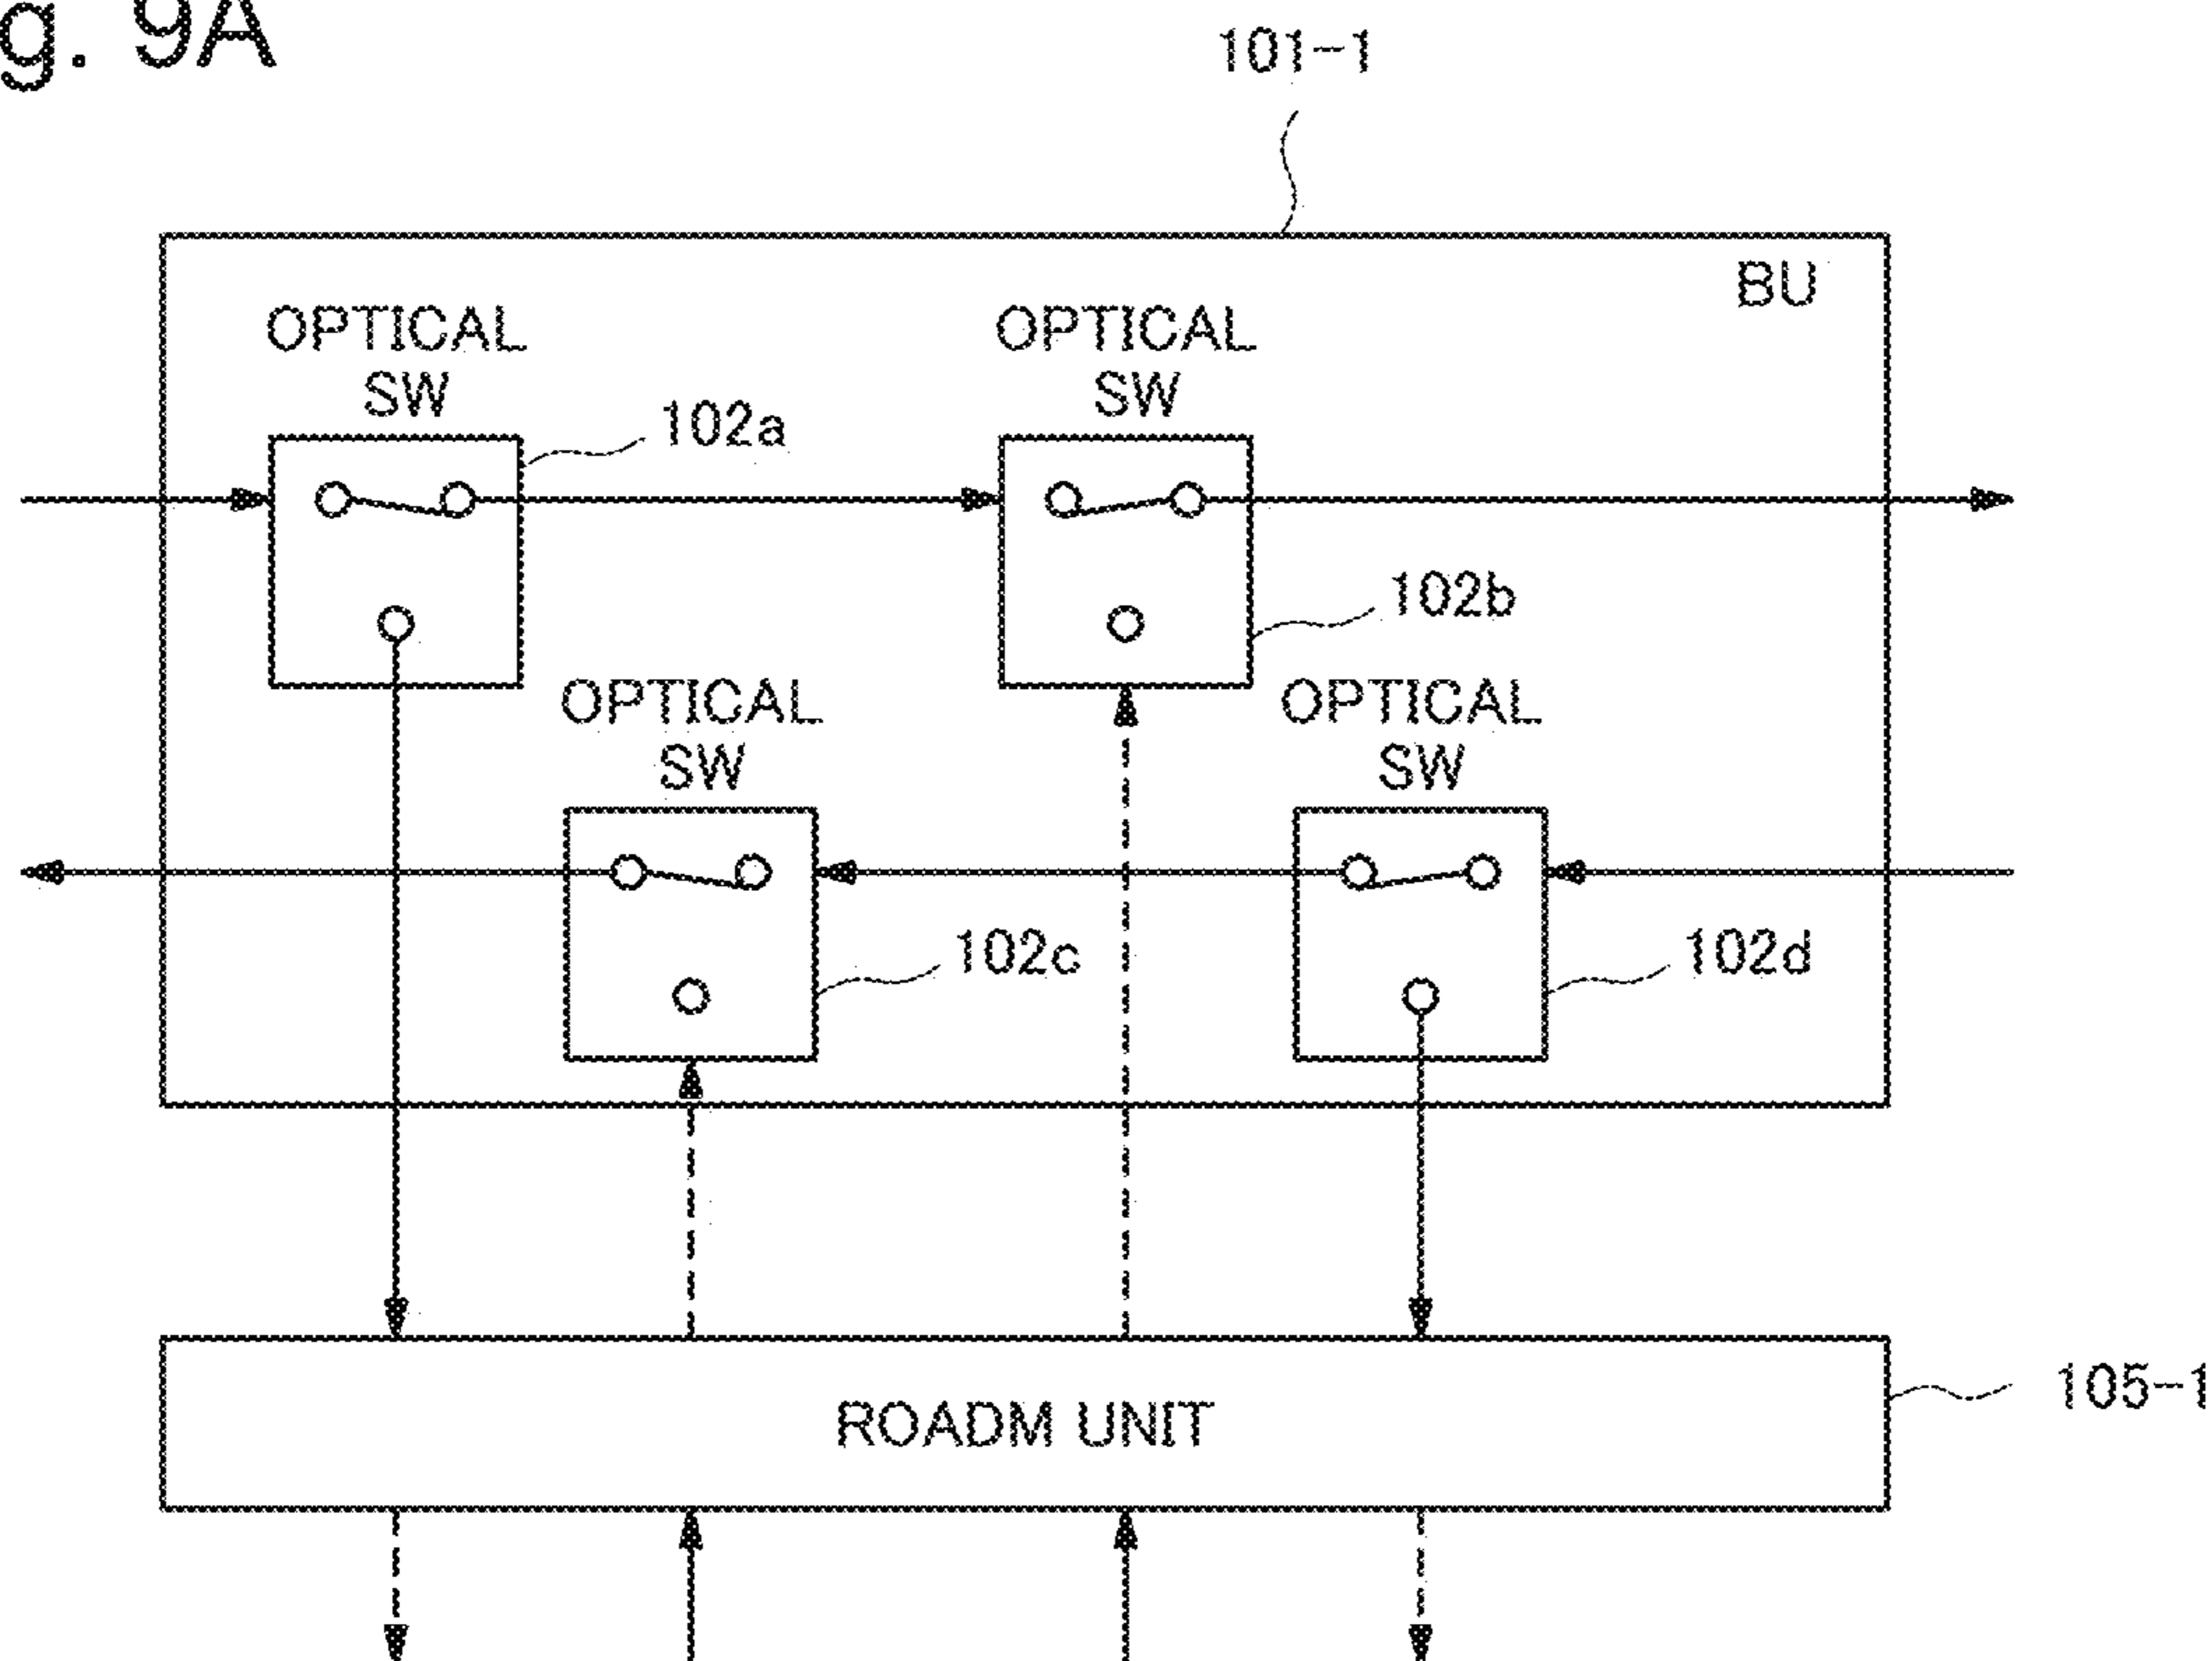 g. 9A
101-1
BU
OPTICAL
SW
102a
OPTICAL
SW
102b
OPTICAL
SW
102c
OPTICAL
SW
102d
ROADM UNIT
105-1